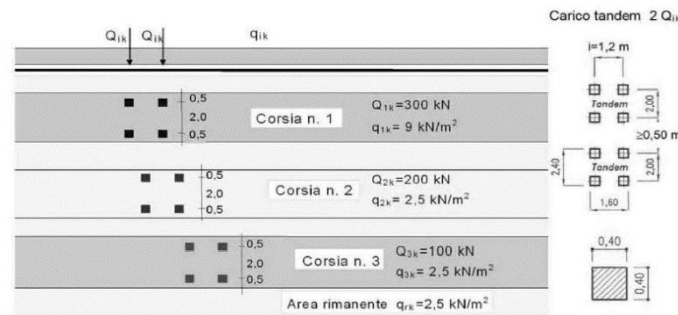 Carico tandem 2 Qik
Qik Qik qik
i=1,2 m
0,5
2,0
0,5
Corsia n. 1
Q1k=300 kN
q1k= 9 kN/m²
Tandem
2,00
≥0,50 m
0,5
2,0
0,5
Corsia n. 2
Q2k=200 kN
q2k= 2,5 kN/m²
2,40
Tandem
2,00
1,60
0,5
2,0
0,5
Corsia n. 3
Q3k=100 kN
q3k= 2,5 kN/m²
0,40
0,40
Area rimanente qrk=2,5 kN/m²